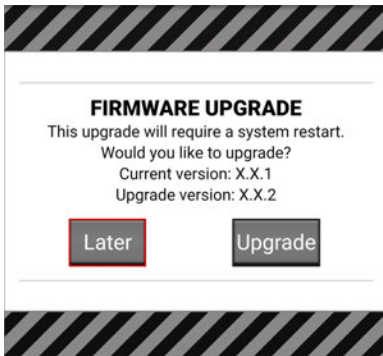 FIRMWARE UPGRADE
This upgrade will require a system restart.
Would you like to upgrade?
Current version: X.X.1
Upgrade version: X.X.2
Later
Upgrade